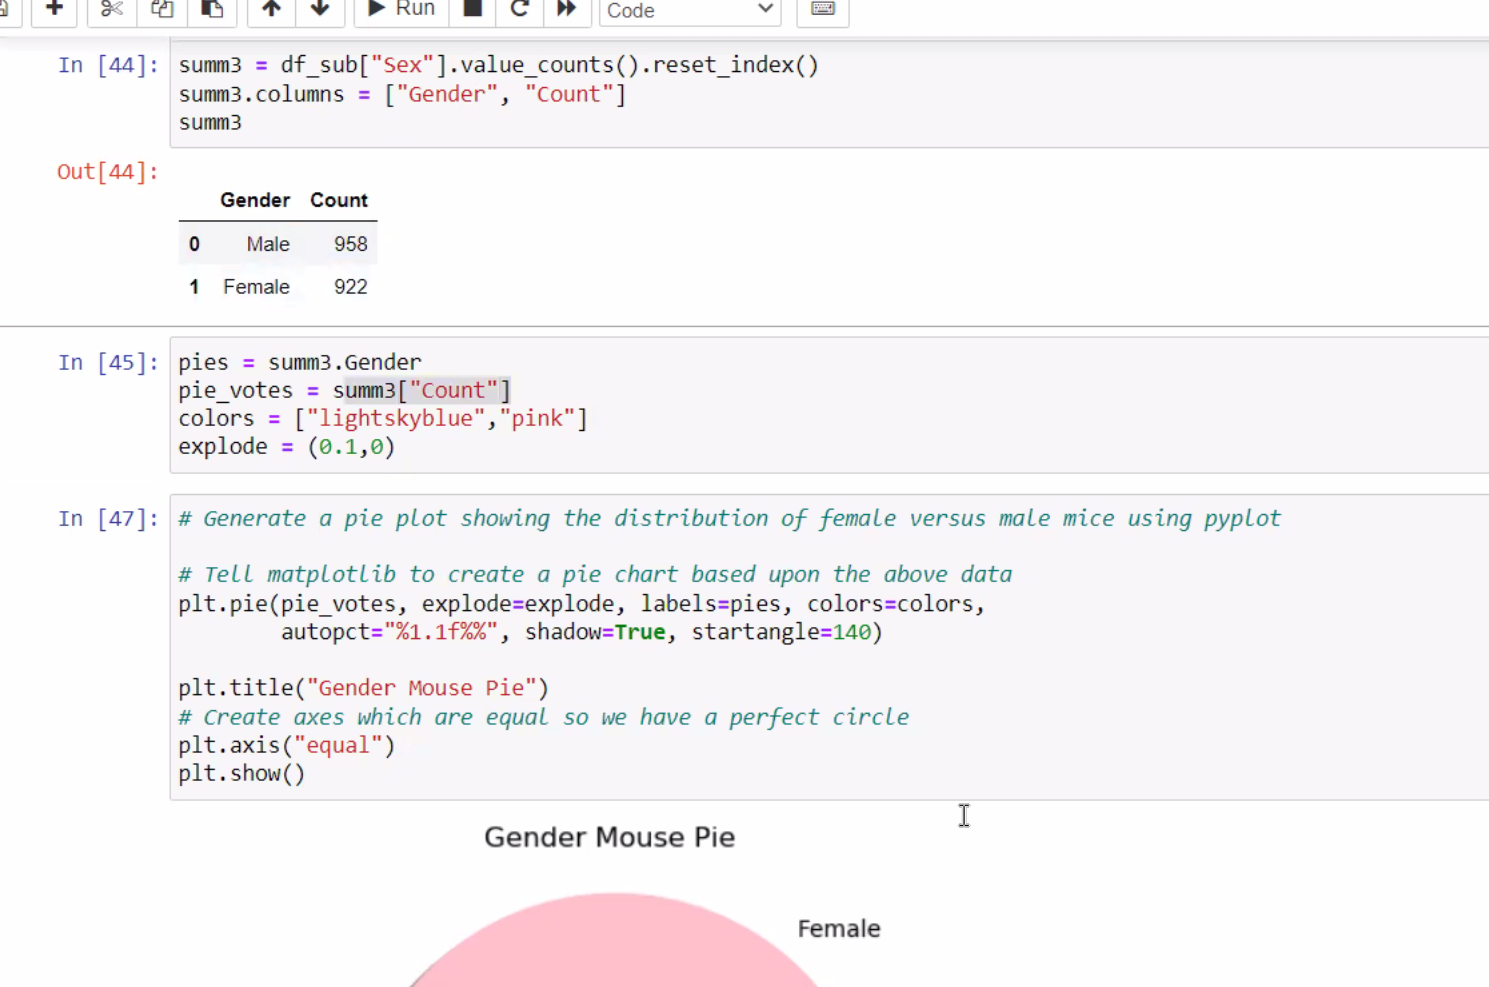 Run
Code
In [44]:
summ3 = df_sub["Sex"].value_counts().reset_index()
summ3.columns = ["Gender", "Count"]
summ3
Out[44]:
Gender Count
0 Male 958
1 Female 922
In [45]:
pies = summ3.Gender
pie_votes = summ3["Count"]
colors = ["lightskyblue","pink"]
explode = (0.1,0)
In [47]:
# Generate a pie plot showing the distribution of female versus male mice using pyplot
# Tell matplotlib to create a pie chart based upon the above data
plt.pie(pie_votes, explode=explode, labels=pies, colors=colors,
autopct="%1.1f%%", shadow=True, startangle=140)
plt.title("Gender Mouse Pie")
# Create axes which are equal so we have a perfect circle
plt.axis("equal")
plt.show()
Gender Mouse Pie
Female